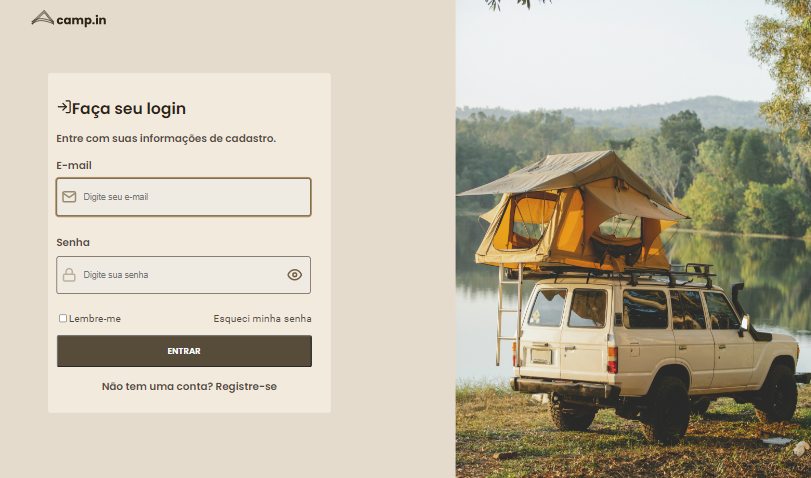 camp.in
Faça seu login
Entre com suas informações de cadastro.
E-mail
Digite seu e-mail
Senha
Digite sua senha
Lembre-me Esqueci minha senha
ENTRAR
Não tem uma conta? Registre-se